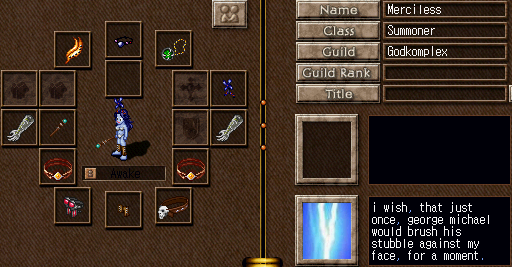 Name Merciless
Class Summoner
Guild Godkomplex
Guild Rank
Title
Awake
i wish, that just
once, george michael
would brush his
stubble against my
face, for a moment.